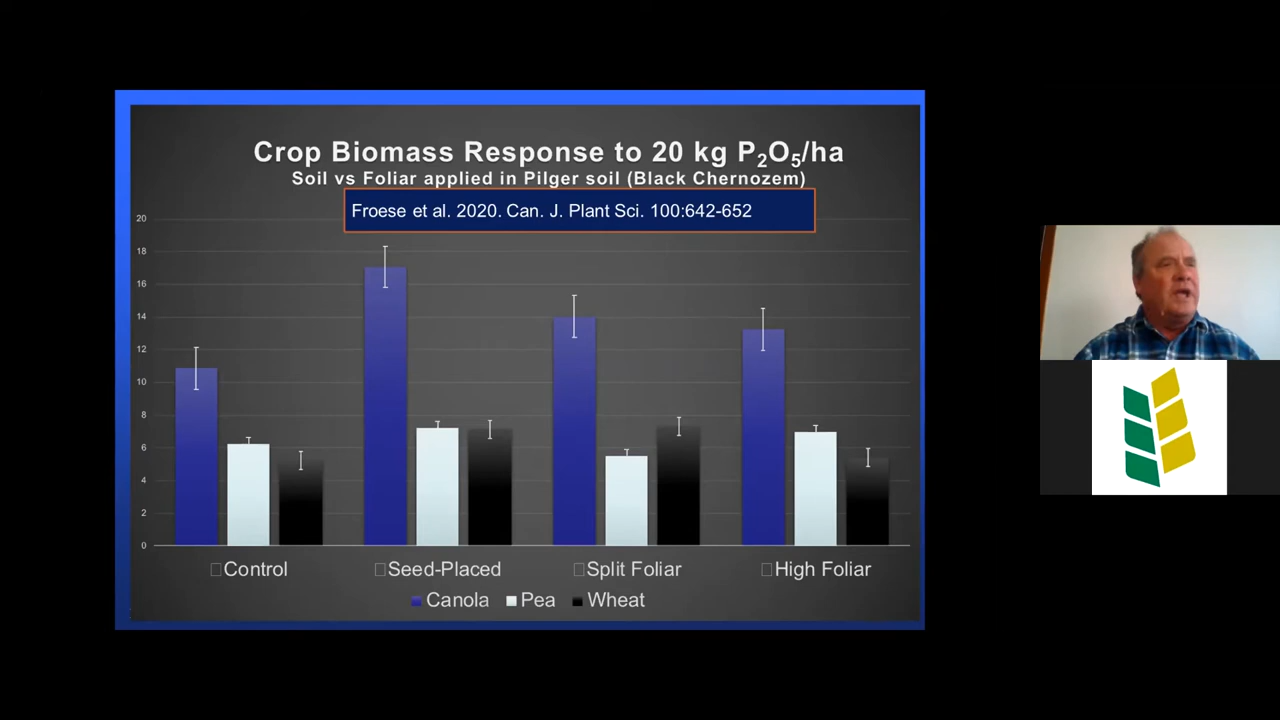 Crop Biomass Response to 20 kg P₂O₅/ha
Soil vs Foliar applied in Pilger soil (Black Chernozem)
Froese et al. 2020. Can. J. Plant Sci. 100:642-652
20
18
16
14
12
10
8
6
4
2
0
Control Seed-Placed Split Foliar High Foliar
Canola Pea Wheat